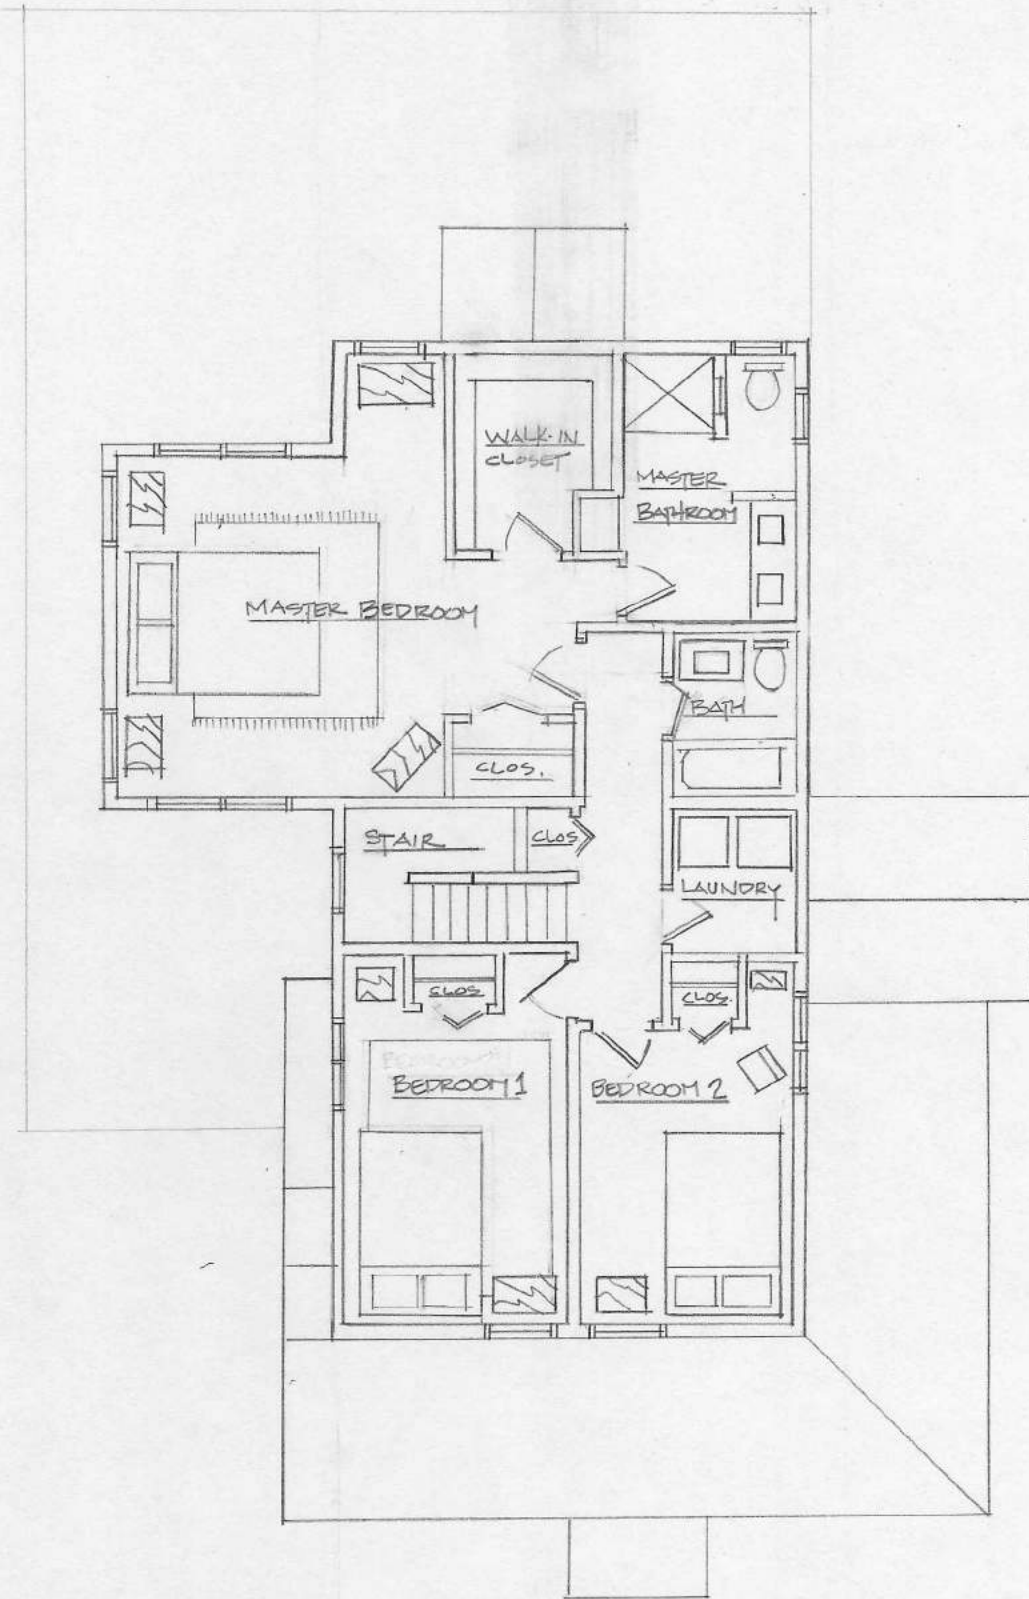 WALK-IN
CLOSET
MASTER
BATHROOM
MASTER BEDROOM
BATH
CLOS.
STAIR
CLOS
LAUNDRY
CLOS
CLOS.
BEDROOM 1
BEDROOM 2